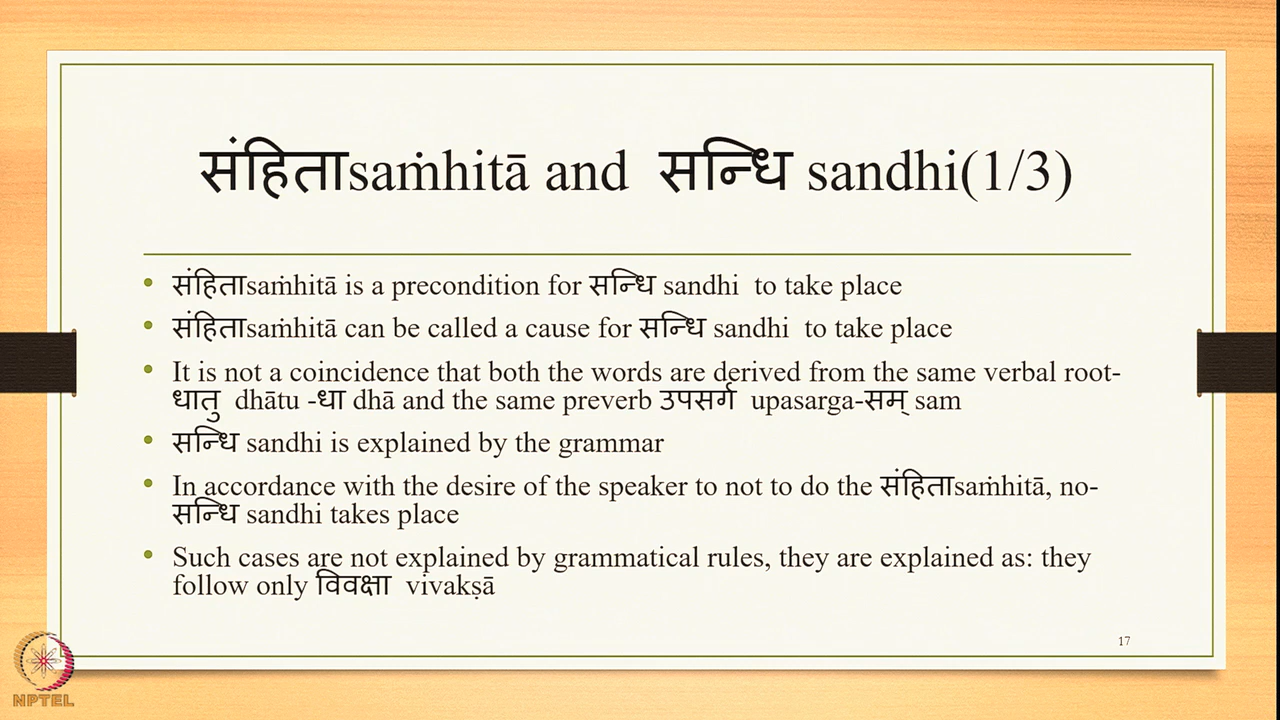 संहिताsaṁhitā and सन्धि sandhi(1/3)
• संहिताsaṁhitā is a precondition for सन्धि sandhi to take place
• संहिताsaṁhitā can be called a cause for सन्धि sandhi to take place
• It is not a coincidence that both the words are derived from the same verbal root-
धातु dhātu -धा dhā and the same preverb उपसर्ग upasarga-सम् sam
• सन्धि sandhi is explained by the grammar
• In accordance with the desire of the speaker to not to do the संहिताsaṁhitā, no-
सन्धि sandhi takes place
• Such cases are not explained by grammatical rules, they are explained as: they
follow only विवक्षा vivakṣā
17
NPTEL